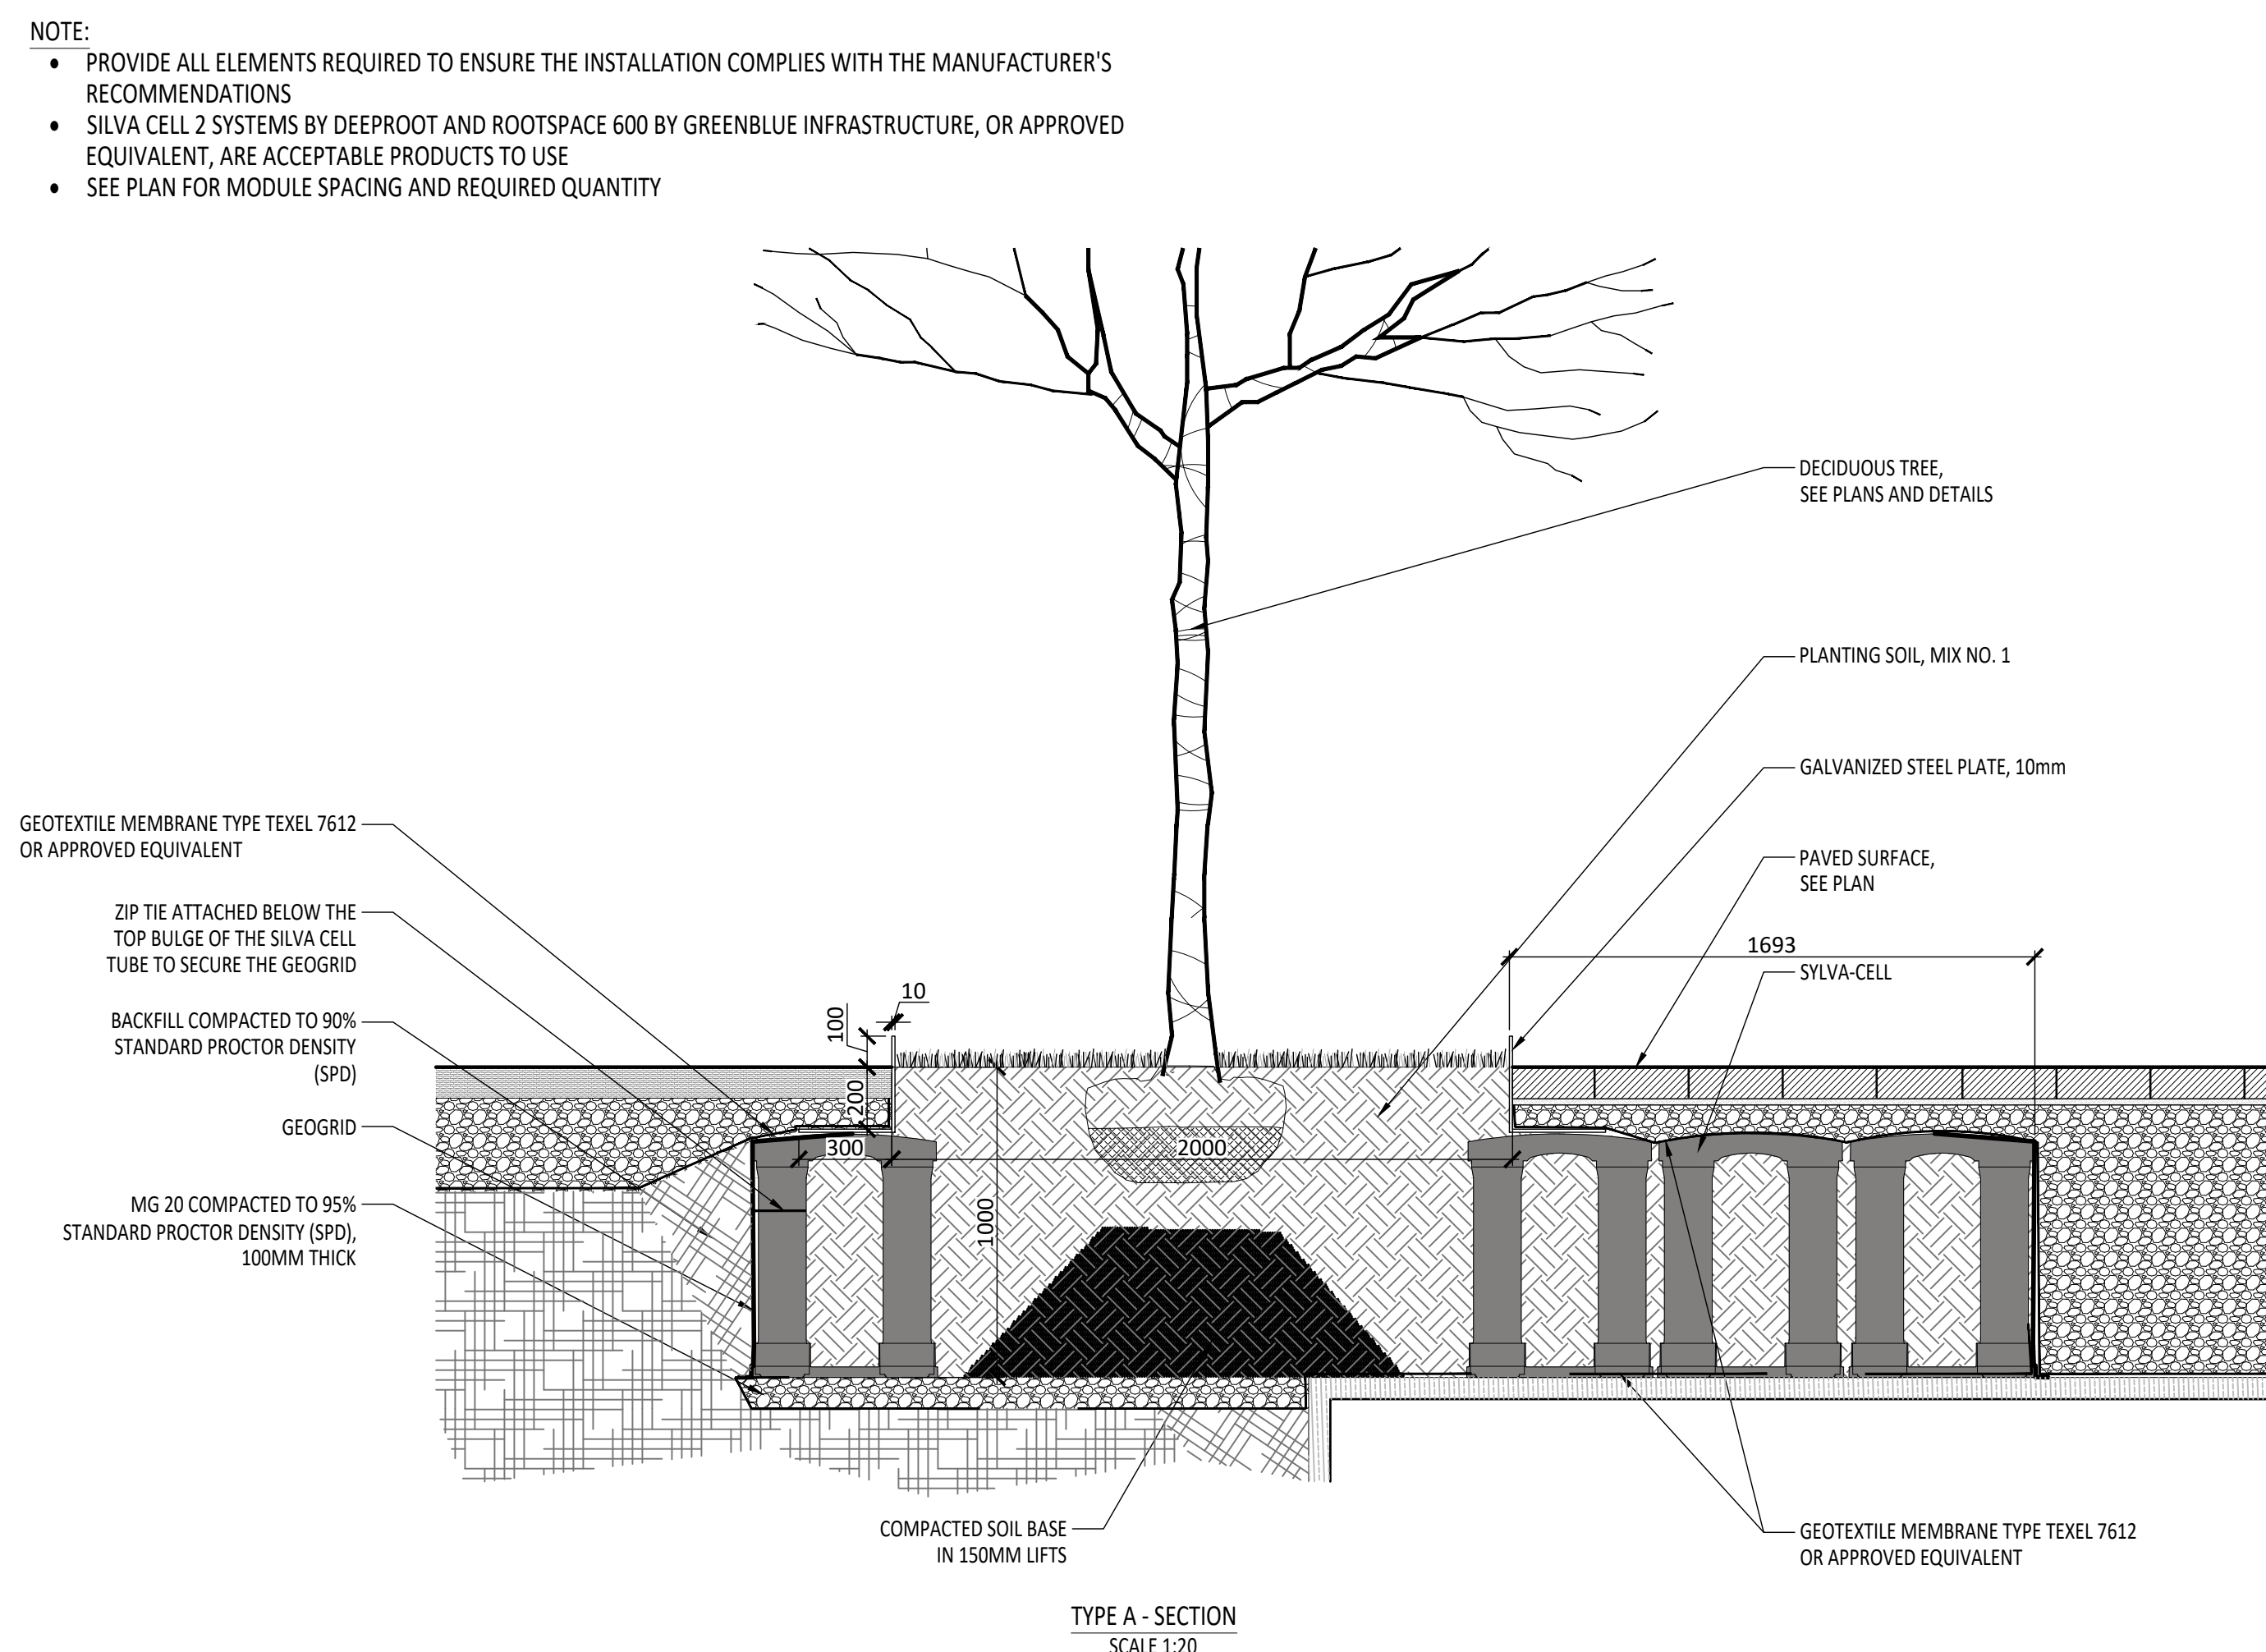 NOTE:
• PROVIDE ALL ELEMENTS REQUIRED TO ENSURE THE INSTALLATION COMPLIES WITH THE MANUFACTURER'S
RECOMMENDATIONS
• SILVA CELL 2 SYSTEMS BY DEEPROOT AND ROOTSPACE 600 BY GREENBLUE INFRASTRUCTURE, OR APPROVED
EQUIVALENT, ARE ACCEPTABLE PRODUCTS TO USE
• SEE PLAN FOR MODULE SPACING AND REQUIRED QUANTITY
DECIDUOUS TREE,
SEE PLANS AND DETAILS
PLANTING SOIL, MIX NO. 1
GALVANIZED STEEL PLATE, 10mm
PAVED SURFACE,
SEE PLAN
1693
SYLVA-CELL
GEOTEXTILE MEMBRANE TYPE TEXEL 7612
OR APPROVED EQUIVALENT
ZIP TIE ATTACHED BELOW THE
TOP BULGE OF THE SILVA CELL
TUBE TO SECURE THE GEOGRID
BACKFILL COMPACTED TO 90%
STANDARD PROCTOR DENSITY
(SPD)
GEOGRID
MG 20 COMPACTED TO 95%
STANDARD PROCTOR DENSITY (SPD),
100MM THICK
10
100
200
300
2000
1000
COMPACTED SOIL BASE
IN 150MM LIFTS
GEOTEXTILE MEMBRANE TYPE TEXEL 7612
OR APPROVED EQUIVALENT
TYPE A - SECTION
SCALE 1:20